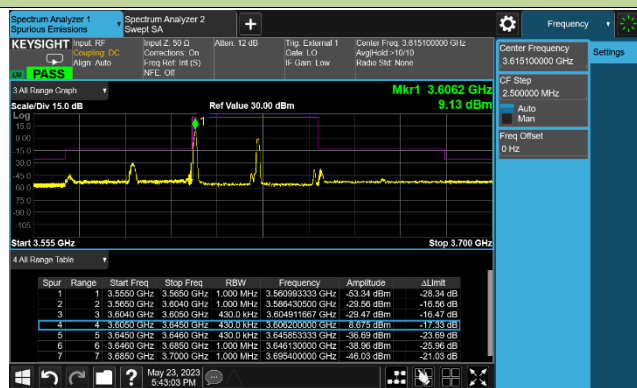 Spectrum Analyzer 1
Spurious Emissions
Spectrum Analyzer 2
Swept SA
+
Frequency
KEYSIGHT
Input: RF
Coupling: DC
Align: Auto
Input Z: 50 Ω
Corrections: On
Freq Ref: Int (S)
NFE: Off
Atten: 12 dB
Trig: External 1
Gate: LO
IF Gain: Low
Center Freq: 3.615100000 GHz
Avg|Hold:>10/10
Radio Std: None
LXI PASS
Center Frequency
3.615100000 GHz
Settings
CF Step
2.500000 MHz
Auto
Man
Freq Offset
0 Hz
3 All Range Graph
Mkr1 3.6062 GHz
9.13 dBm
Scale/Div 15.0 dB
Ref Value 30.00 dBm
Log
15.0
0.00
-15.0
-30.0
-45.0
-60.0
-75.0
-90.0
-105
1
Start 3.555 GHz
Stop 3.700 GHz
4 All Range Table
Spur Range Start Freq Stop Freq RBW Frequency Amplitude ΔLimit
1 1 3.5550 GHz 3.5650 GHz 1.000 MHz 3.560993333 GHz -53.34 dBm -28.34 dB
2 2 3.5650 GHz 3.6040 GHz 1.000 MHz 3.586430500 GHz -29.56 dBm -16.56 dB
3 3 3.6040 GHz 3.6050 GHz 430.0 kHz 3.604911667 GHz -29.47 dBm -16.47 dB
4 4 3.6050 GHz 3.6450 GHz 430.0 kHz 3.606200000 GHz 8.675 dBm -17.33 dB
5 5 3.6450 GHz 3.6460 GHz 430.0 kHz 3.645853333 GHz -36.69 dBm -23.69 dB
6 6 3.6460 GHz 3.6850 GHz 1.000 MHz 3.646130000 GHz -38.96 dBm -25.96 dB
7 7 3.6850 GHz 3.7000 GHz 1.000 MHz 3.695400000 GHz -46.03 dBm -21.03 dB
?
May 23, 2023
5:43:03 PM